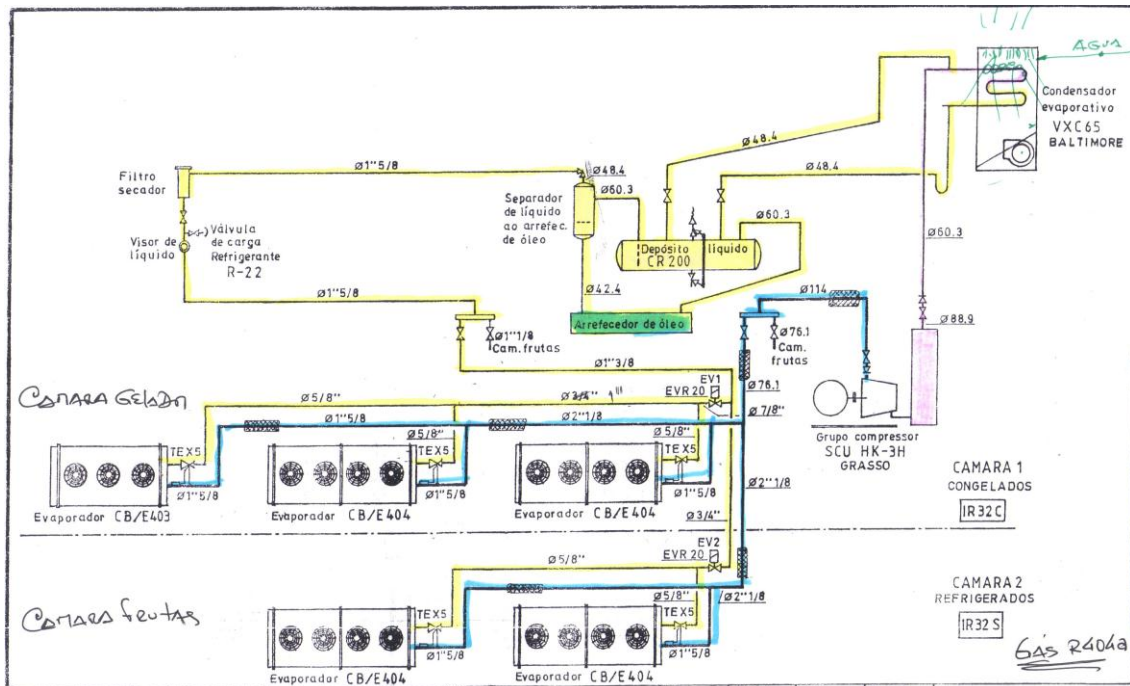 AGUA
Condensador
evaporativo
VXC65
BALTIMORE
Ø48.4
Ø48.4
Ø1"5/8
Filtro
secador
Ø48.4
Ø60.3
Separador
de líquido
ao arrefec.
de óleo
Ø60.3
Depósito líquido
CR 200
Válvula
de carga
Refrigerante
R-22
Visor de
líquido
Ø60.3
Ø1"5/8
Ø42.4
Arrefecedor de óleo
Ø114
Ø88.9
Ø1"1/8
Cam. frutas
Ø76.1
Cam.
frutas
Ø1"3/8
Ø76.1
CAMARA GELADOS
Ø5/8"
Ø3/4"
EV1
EVR 20
Ø7/8"
Ø1"5/8
Ø2"1/8
Ø5/8"
Ø5/8"
TEX5
TEX5
TEX5
Ø1"5/8
Ø1"5/8
Ø1"5/8
Evaporador CB/E403
Evaporador CB/E404
Evaporador CB/E404
Grupo compressor
SCU HK-3H
GRASSO
Ø2"1/8
Ø3/4"
CAMARA 1
CONGELADOS
IR32C
EV2
EVR 20
Ø5/8"
CAMARA frutas
Ø5/8"
Ø2"1/8
TEX5
TEX5
Ø1"5/8
Ø1"5/8
Evaporador CB/E404
Evaporador CB/E404
CAMARA 2
REFRIGERADOS
IR32S
GÁS R404a